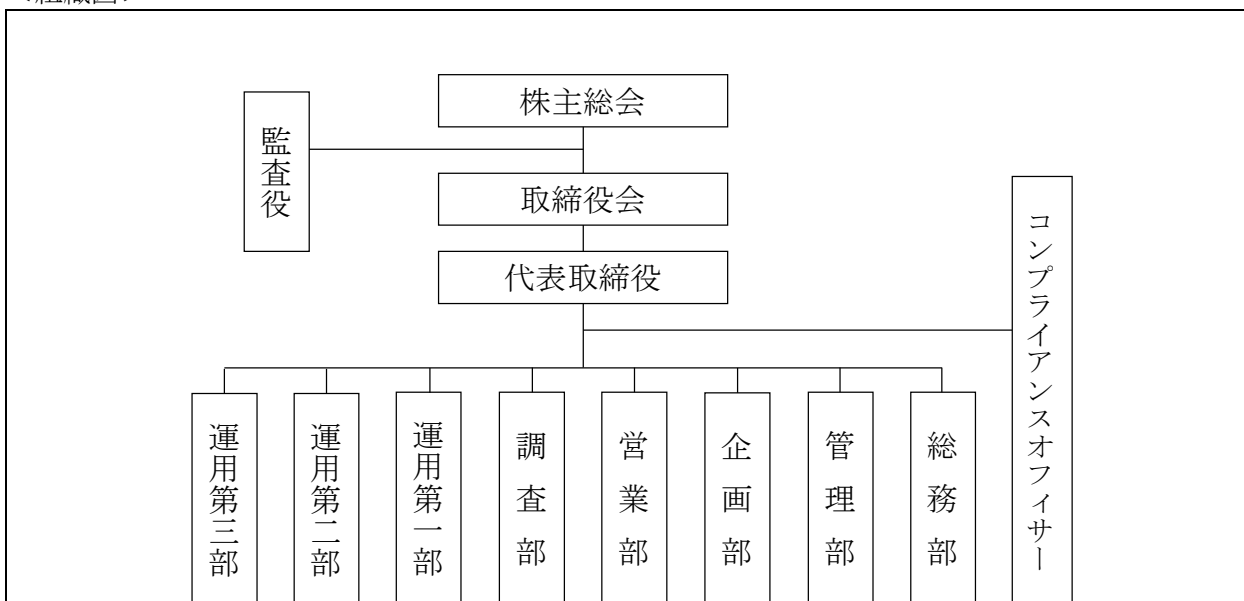 株主総会
監査役
取締役会
代表取締役
コンプライアンスオフィサー
運用第三部
運用第二部
運用第一部
調査部
営業部
企画部
管理部
総務部